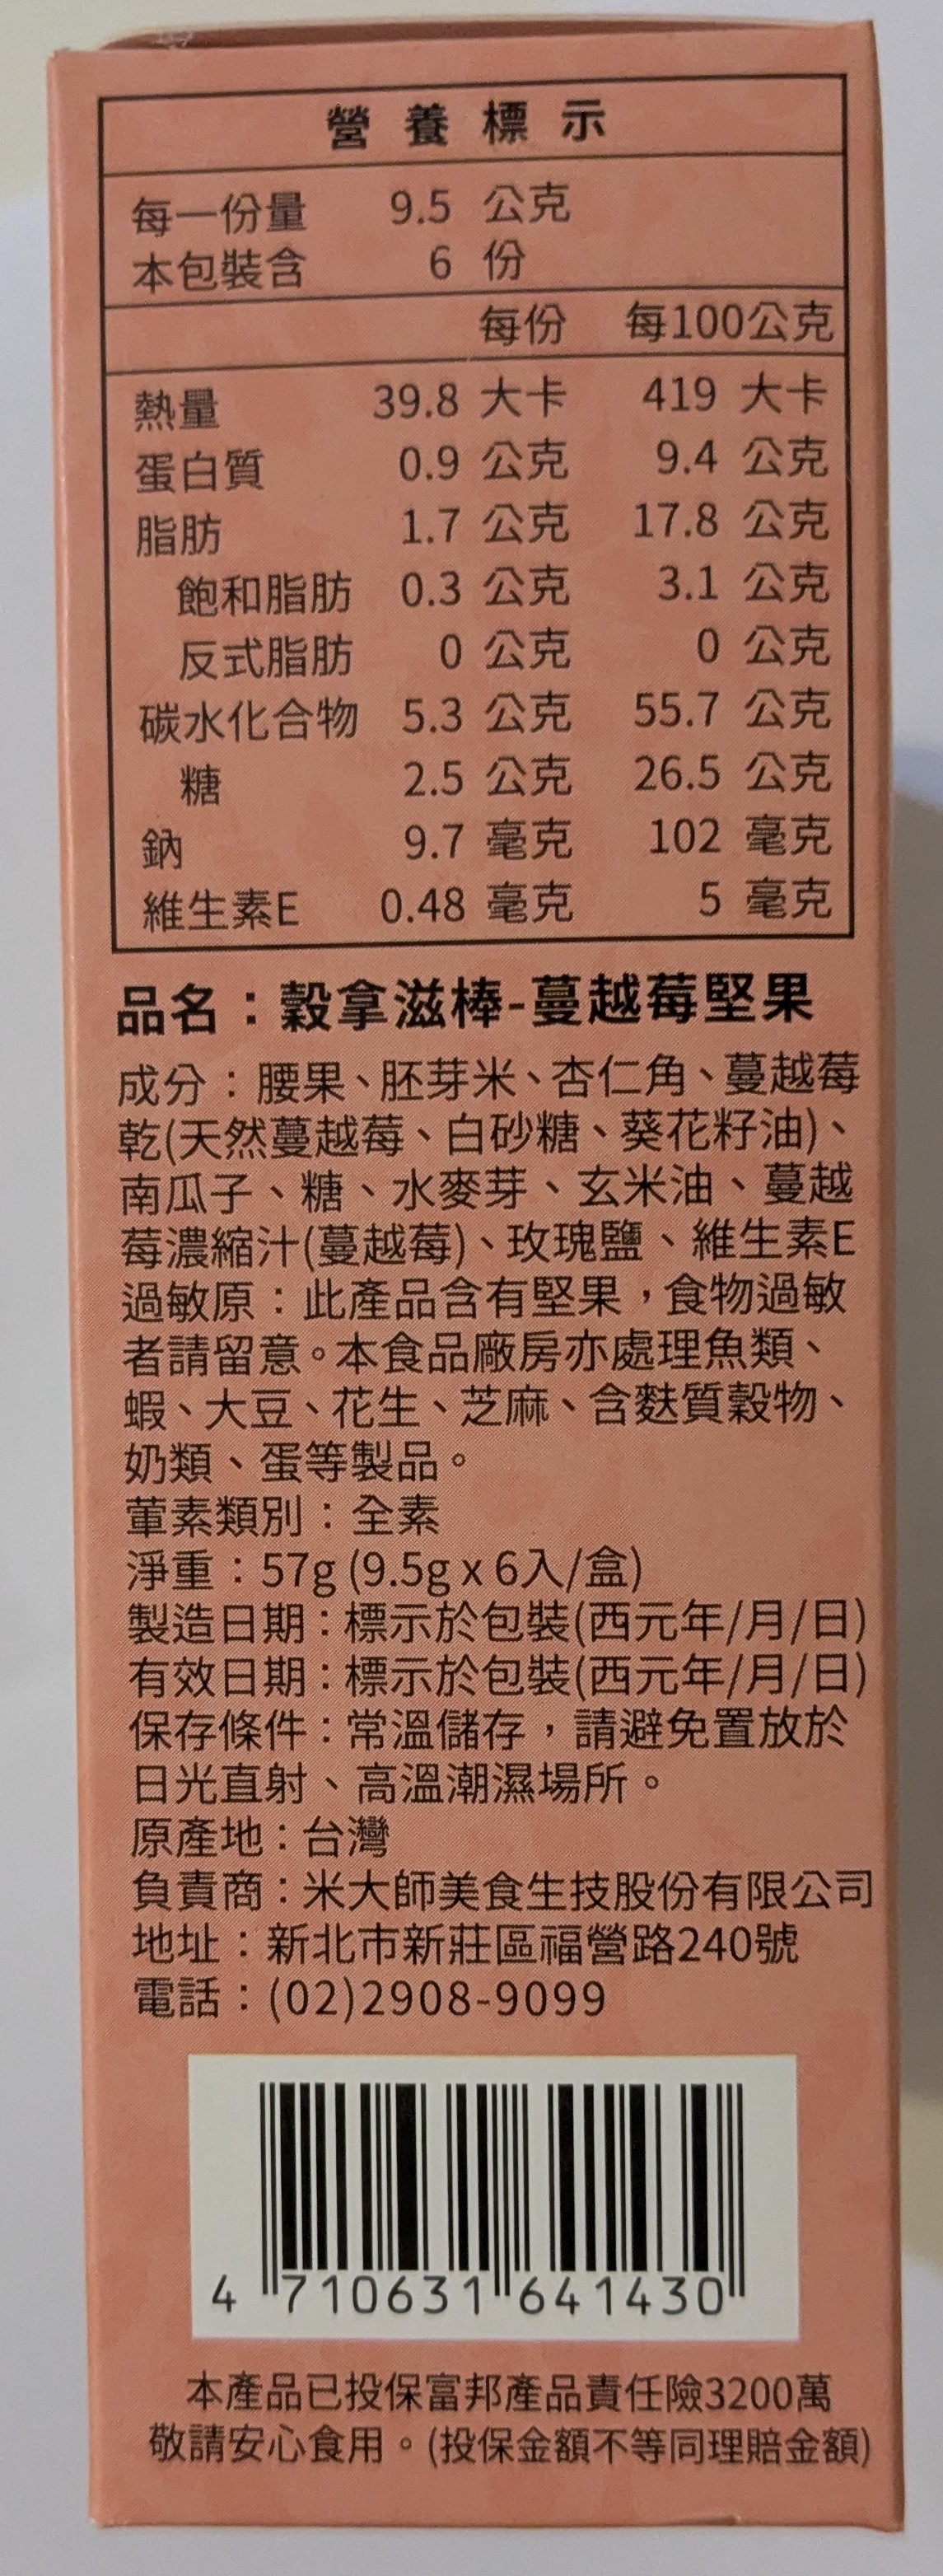 營養標示
每一份量 9.5 公克
本包裝含 6 份
每份 每100公克
熱量 39.8 大卡 419 大卡
蛋白質 0.9 公克 9.4 公克
脂肪 1.7 公克 17.8 公克
飽和脂肪 0.3 公克 3.1 公克
反式脂肪 0 公克 0 公克
碳水化合物 5.3 公克 55.7 公克
糖 2.5 公克 26.5 公克
鈉 9.7 毫克 102 毫克
維生素E 0.48 毫克 5 毫克
品名：穀拿滋棒-蔓越莓堅果
成分：腰果、胚芽米、杏仁角、蔓越莓
乾(天然蔓越莓、白砂糖、葵花籽油)、
南瓜子、糖、水麥芽、玄米油、蔓越
莓濃縮汁(蔓越莓)、玫瑰鹽、維生素E
過敏原：此產品含有堅果，食物過敏
者請留意。本食品廠房亦處理魚類、
蝦、大豆、花生、芝麻、含麩質穀物、
奶類、蛋等製品。
葷素類別：全素
淨重：57g (9.5g x 6入/盒)
製造日期：標示於包裝(西元年/月/日)
有效日期：標示於包裝(西元年/月/日)
保存條件：常溫儲存，請避免置放於
日光直射、高溫潮濕場所。
原產地：台灣
負責商：米大師美食生技股份有限公司
地址：新北市新莊區福營路240號
電話：(02)2908-9099
4 710631 641430
本產品已投保富邦產品責任險3200萬
敬請安心食用。(投保金額不等同理賠金額)